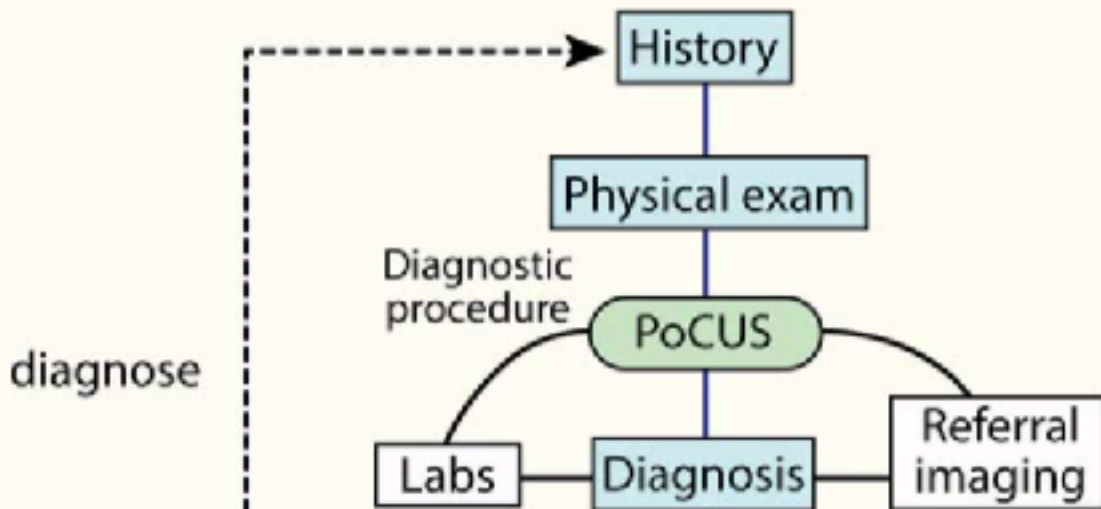 History
Physical exam
Diagnostic
procedure
PoCUS
diagnose
Referral
imaging
Labs
Diagnosis